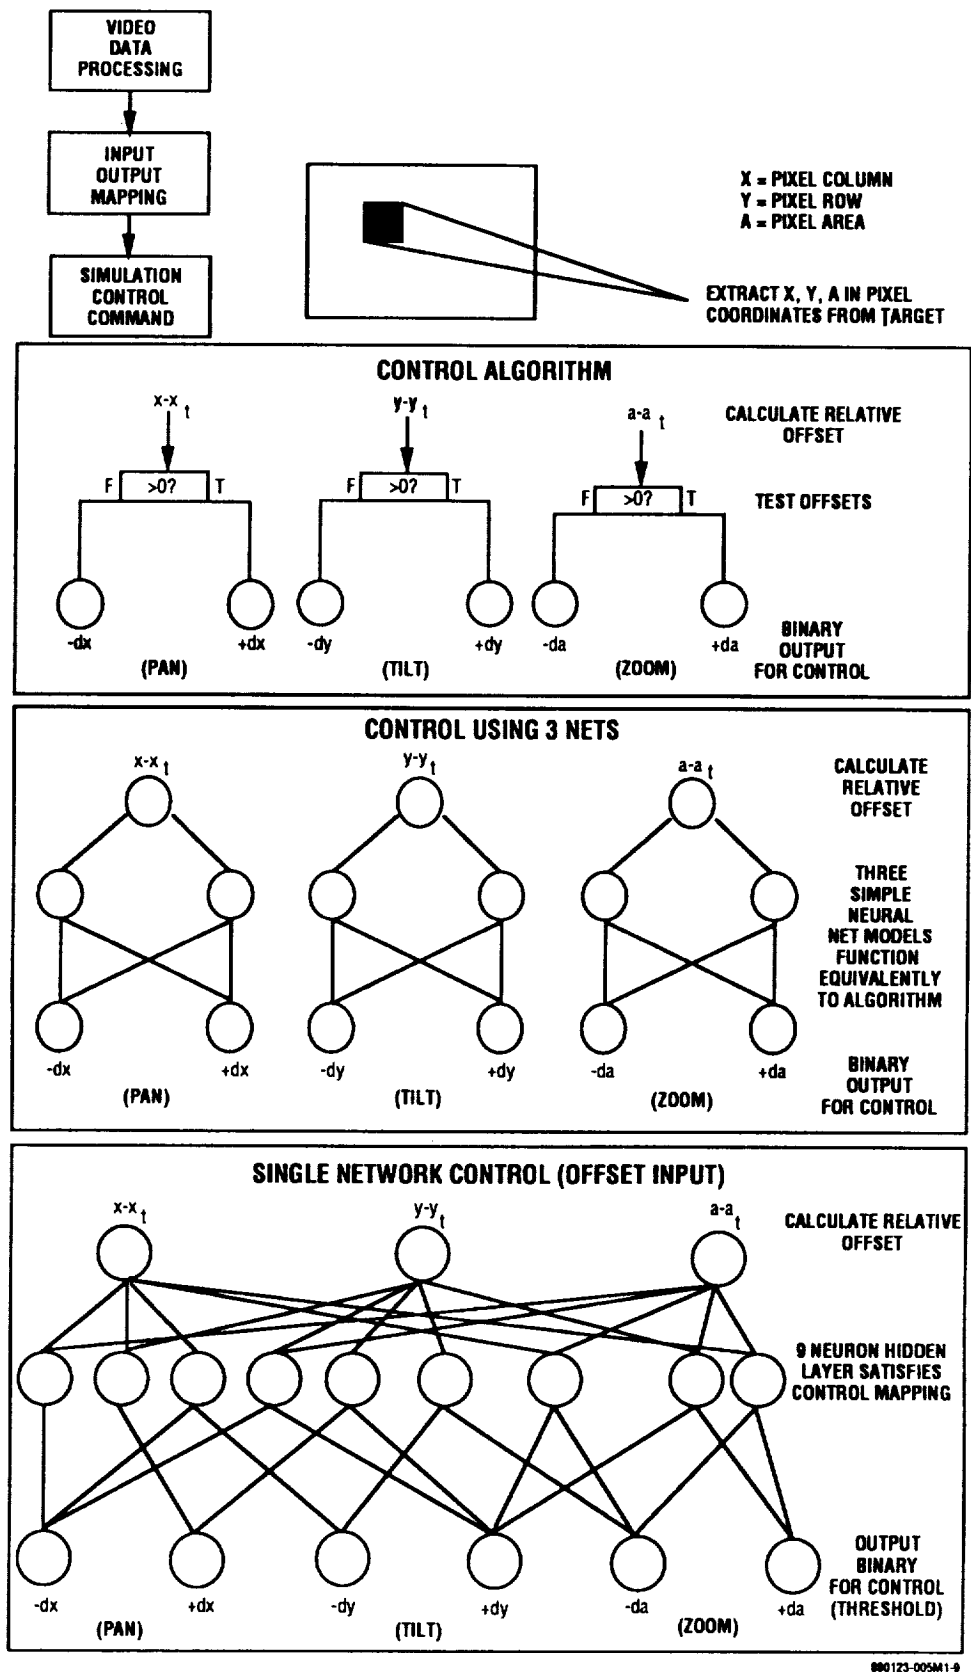 VIDEO
DATA
PROCESSING
INPUT
OUTPUT
MAPPING
SIMULATION
CONTROL
COMMAND
X = PIXEL COLUMN
Y = PIXEL ROW
A = PIXEL AREA
EXTRACT X, Y, A IN PIXEL
COORDINATES FROM TARGET
CONTROL ALGORITHM
x-x t
y-y t
a-a t
CALCULATE RELATIVE
OFFSET
F >0? T
F >0? T
F >0? T
TEST OFFSETS
-dx +dx
-dy +dy
-da +da
(PAN)
(TILT)
(ZOOM)
BINARY
OUTPUT
FOR CONTROL
CONTROL USING 3 NETS
x-x t
y-y t
a-a t
CALCULATE
RELATIVE
OFFSET
THREE
SIMPLE
NEURAL
NET MODELS
FUNCTION
EQUIVALENTLY
TO ALGORITHM
-dx +dx
-dy +dy
-da +da
(PAN)
(TILT)
(ZOOM)
BINARY
OUTPUT
FOR CONTROL
SINGLE NETWORK CONTROL (OFFSET INPUT)
x-x t
y-y t
a-a t
CALCULATE RELATIVE
OFFSET
9 NEURON HIDDEN
LAYER SATISFIES
CONTROL MAPPING
-dx +dx
-dy +dy
-da +da
(PAN)
(TILT)
(ZOOM)
OUTPUT
BINARY
FOR CONTROL
(THRESHOLD)
890123-005M1-9